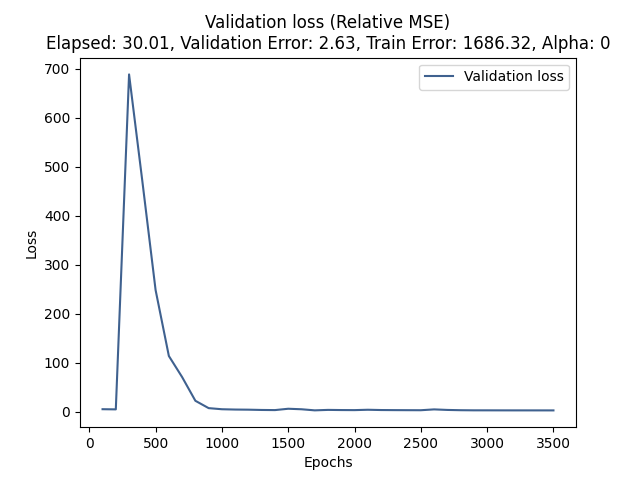 Validation loss (Relative MSE)
Elapsed: 30.01, Validation Error: 2.63, Train Error: 1686.32, Alpha: 0
Validation loss
700
600
500
400
300
200
100
0
Loss
0 500 1000 1500 2000 2500 3000 3500
Epochs